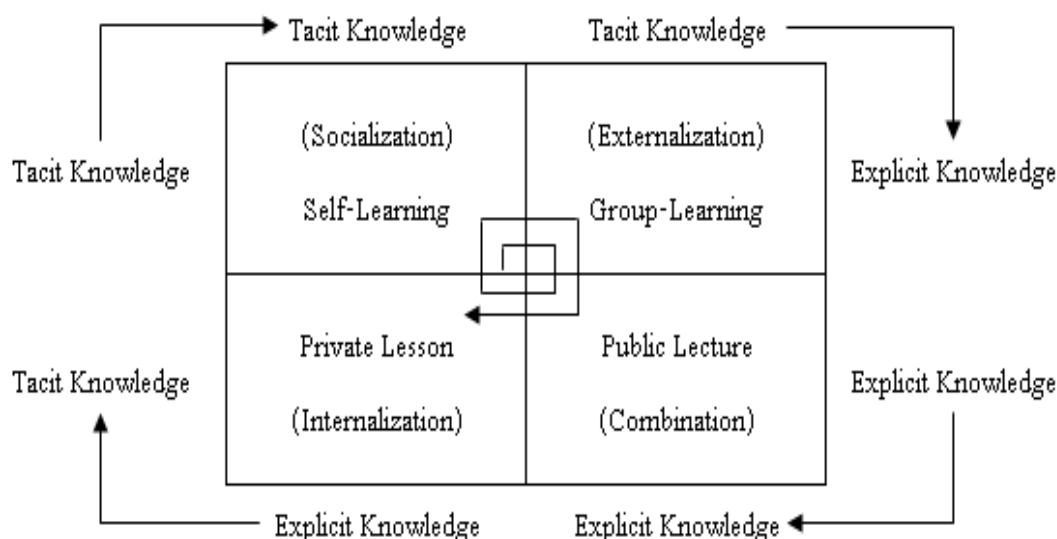 Tacit Knowledge Tacit Knowledge
(Socialization) (Externalization)
Tacit Knowledge Explicit Knowledge
Self-Learning Group-Learning
Private Lesson Public Lecture
Tacit Knowledge Explicit Knowledge
(Internalization) (Combination)
Explicit Knowledge Explicit Knowledge